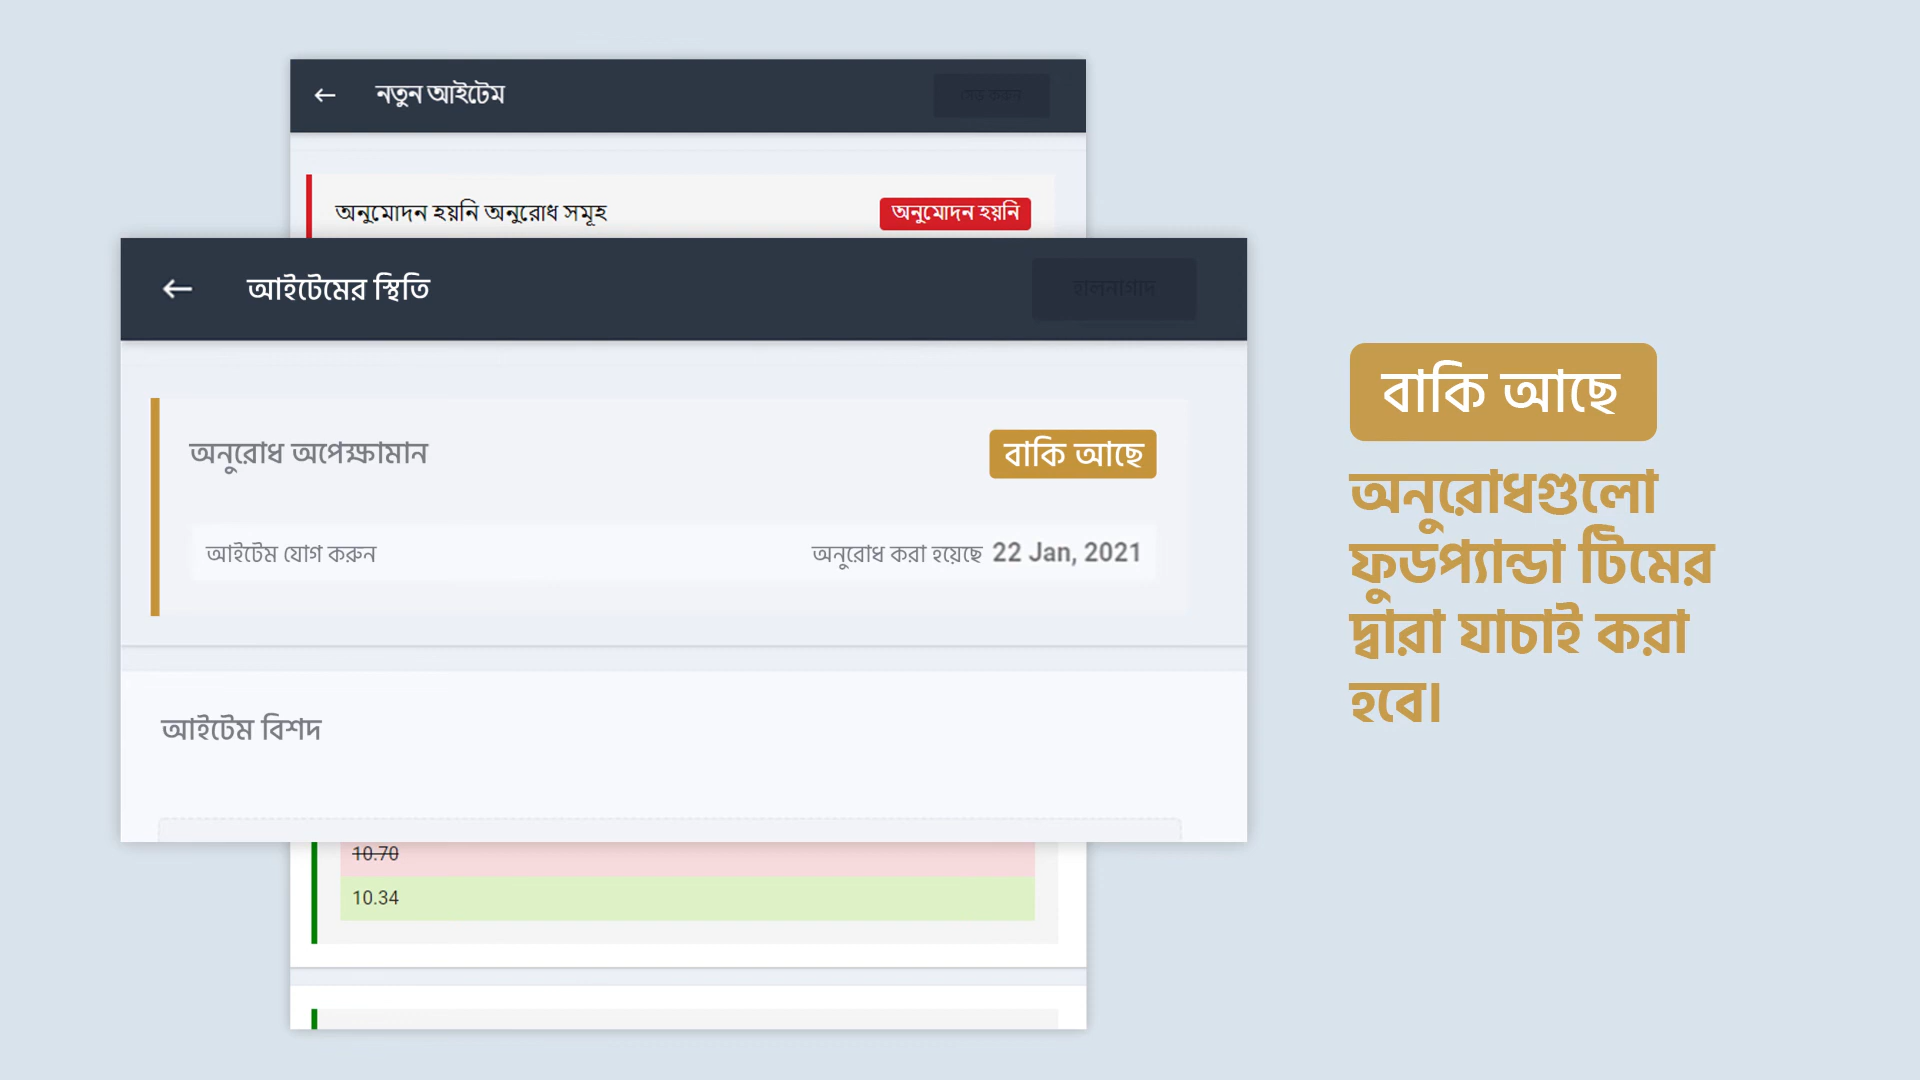 নতুন আইটেম
অনুমোদন হয়নি অনুরোধ সমূহ
অনুমোদন হয়নি
আইটেমের স্থিতি
হালনাগাদ
অনুরোধ অপেক্ষামান
বাকি আছে
আইটেম যোগ করুন
অনুরোধ করা হয়েছে 22 Jan, 2021
আইটেম বিশদ
10.70
10.34
বাকি আছে
অনুরোধগুলো
ফুডপ্যান্ডা টিমের
দ্বারা যাচাই করা
হবে।